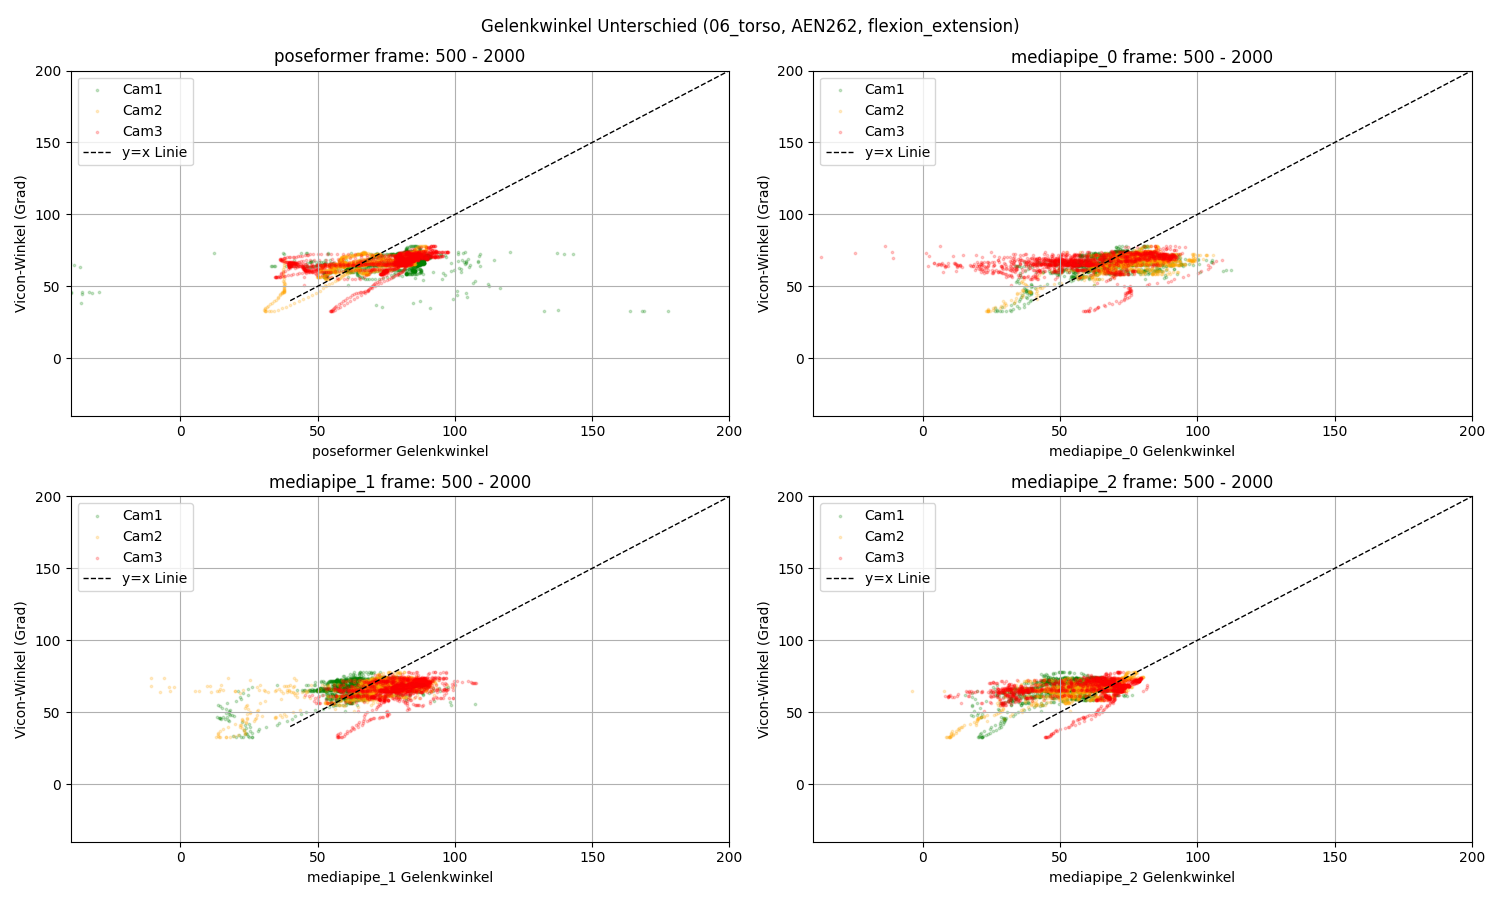 Gelenkwinkel Unterschied (06_torso, AEN262, flexion_extension)
poseformer frame: 500 - 2000
200
150
100
50
0
Vicon-Winkel (Grad)
Cam1
Cam2
Cam3
y=x Linie
0
50
100
150
200
poseformer Gelenkwinkel
mediapipe_0 frame: 500 - 2000
200
150
100
50
0
Vicon-Winkel (Grad)
Cam1
Cam2
Cam3
y=x Linie
0
50
100
150
200
mediapipe_0 Gelenkwinkel
mediapipe_1 frame: 500 - 2000
200
150
100
50
0
Vicon-Winkel (Grad)
Cam1
Cam2
Cam3
y=x Linie
0
50
100
150
200
mediapipe_1 Gelenkwinkel
mediapipe_2 frame: 500 - 2000
200
150
100
50
0
Vicon-Winkel (Grad)
Cam1
Cam2
Cam3
y=x Linie
0
50
100
150
200
mediapipe_2 Gelenkwinkel